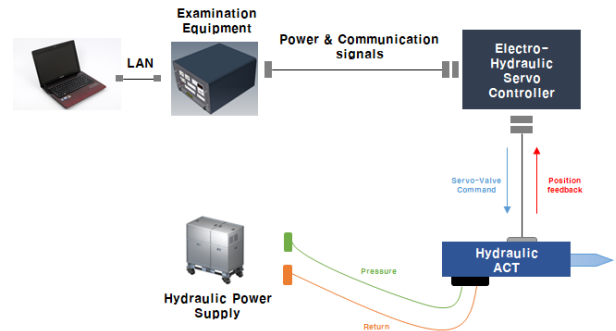 Examination
Equipment
LAN
Power & Communication
signals
Electro-
Hydraulic
Servo
Controller
Servo-Valve
Command
Position
feedback
Hydraulic
ACT
Pressure
Hydraulic Power
Supply
Return